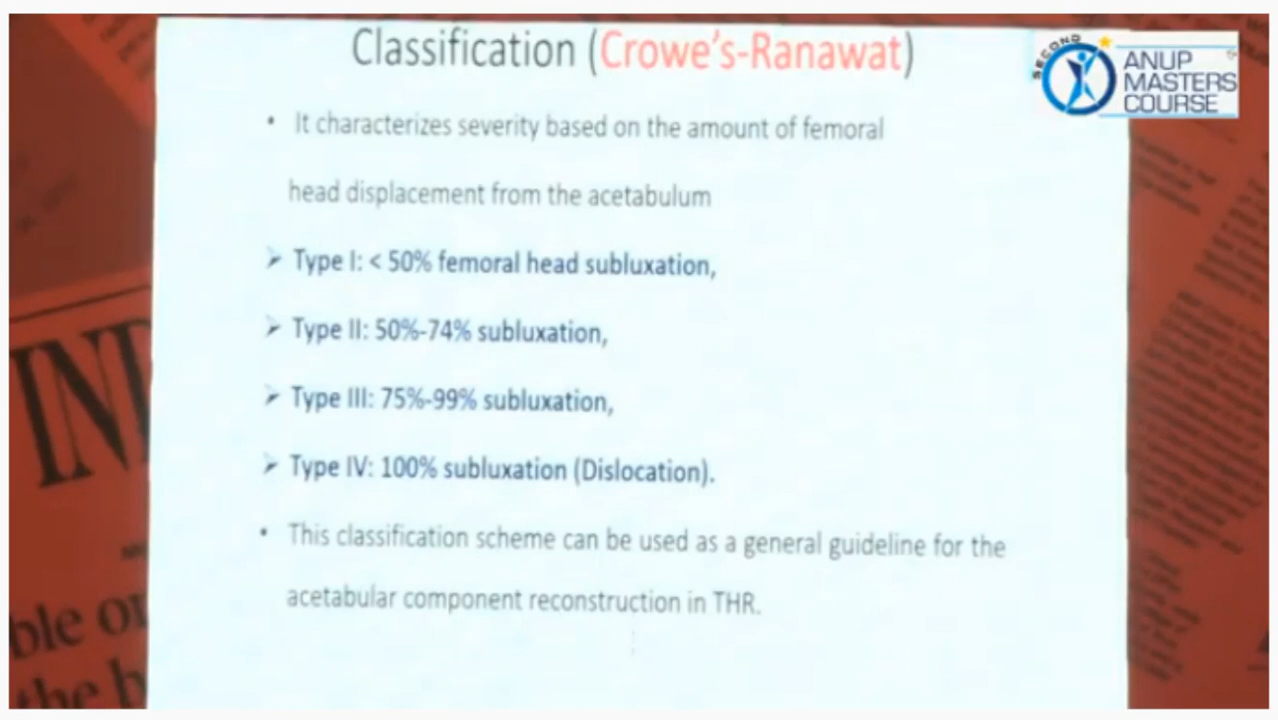 Classification (Crowe's-Ranawat)
SECOND
ANUP
MASTERS
COURSE
• It characterizes severity based on the amount of femoral
head displacement from the acetabulum
➢ Type I: < 50% femoral head subluxation,
➢ Type II: 50%-74% subluxation,
➢ Type III: 75%-99% subluxation,
➢ Type IV: 100% subluxation (Dislocation).
• This classification scheme can be used as a general guideline for the
acetabular component reconstruction in THR.
ble
the